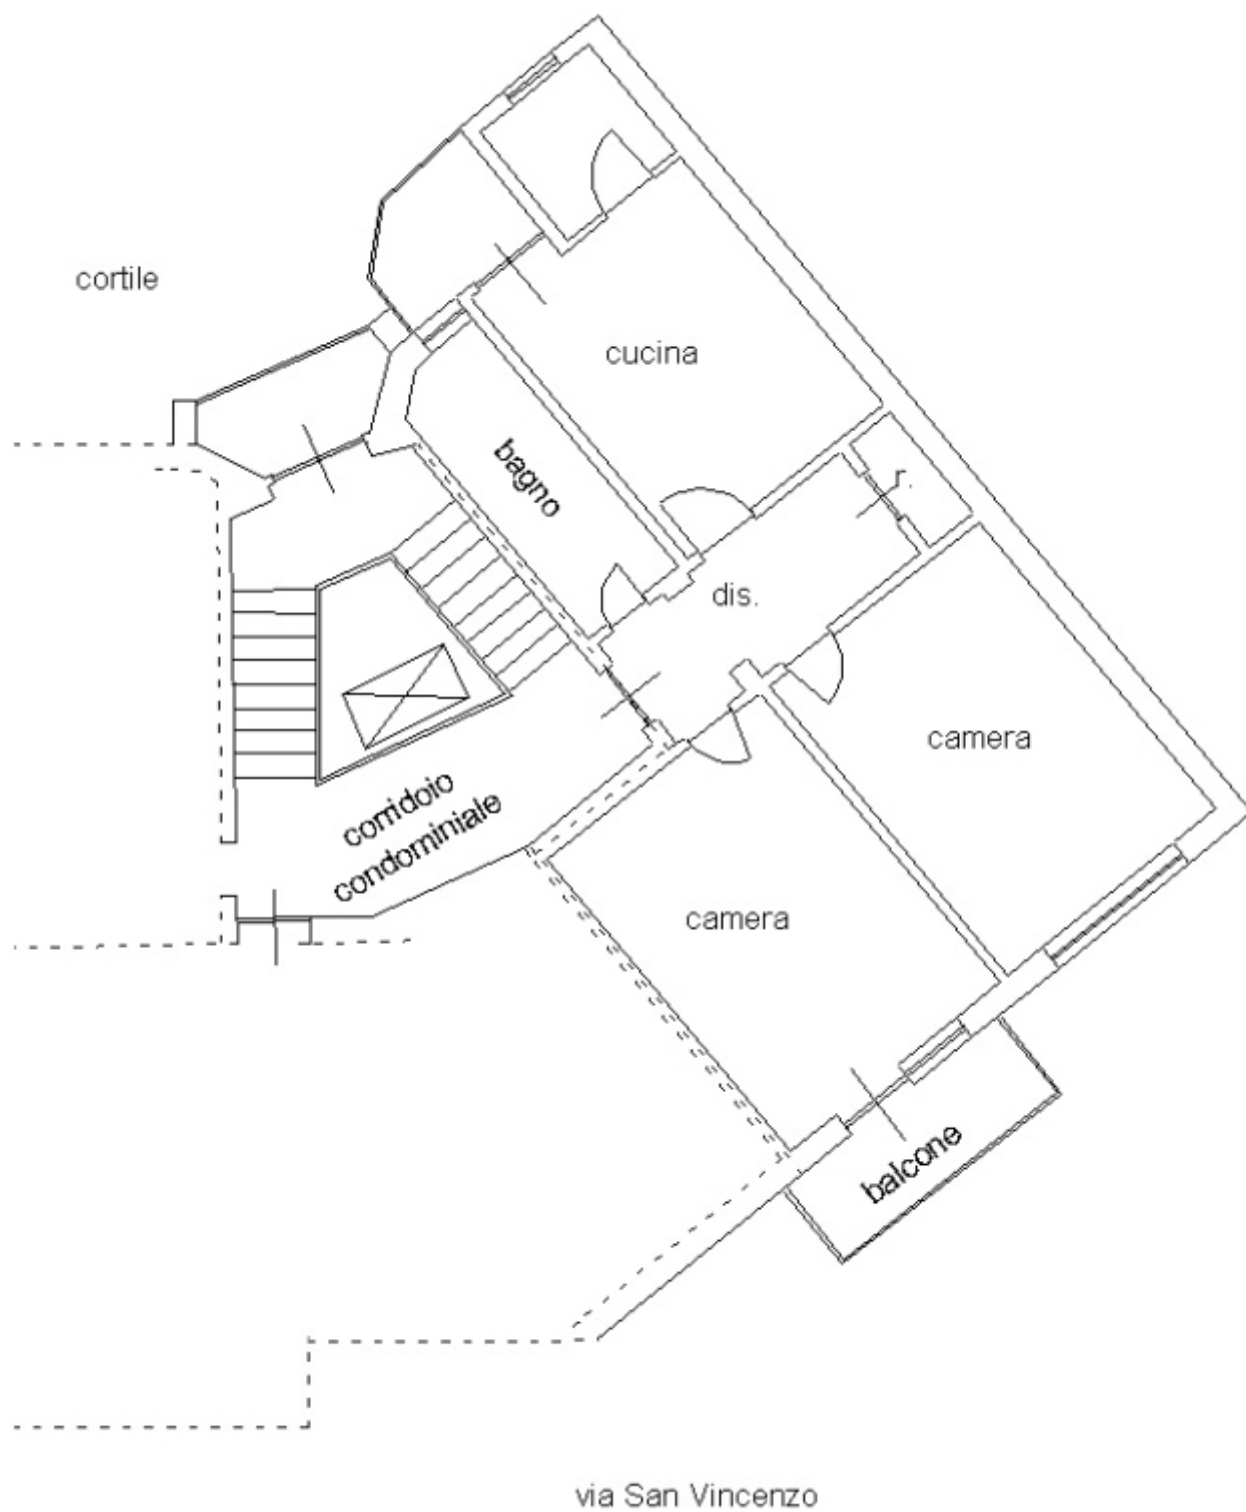 cortile
cucina
bagno
r.
dis.
camera
corridoio
condominiale
camera
balcone
via San Vincenzo